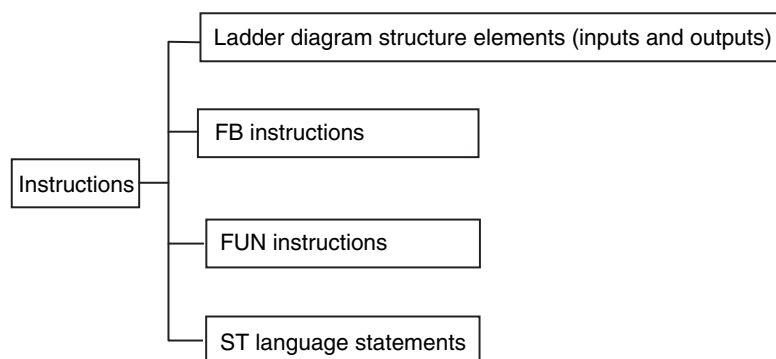 Ladder diagram structure elements (inputs and outputs)
FB instructions
Instructions
FUN instructions
ST language statements